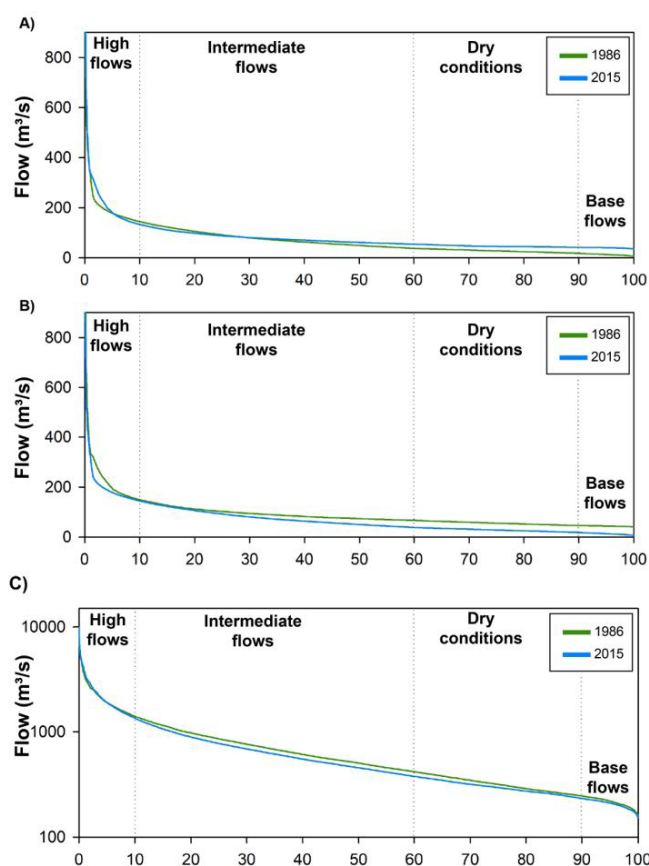 A)
High flows
Intermediate flows
Dry conditions
1986
2015
Base flows
Flow (m³/s)
800
600
400
200
0
0 10 20 30 40 50 60 70 80 90 100
B)
High flows
Intermediate flows
Dry conditions
1986
2015
Base flows
Flow (m³/s)
800
600
400
200
0
0 10 20 30 40 50 60 70 80 90 100
C)
High flows
Intermediate flows
Dry conditions
1986
2015
Base flows
Flow (m³/s)
10000
1000
100
0 10 20 30 40 50 60 70 80 90 100